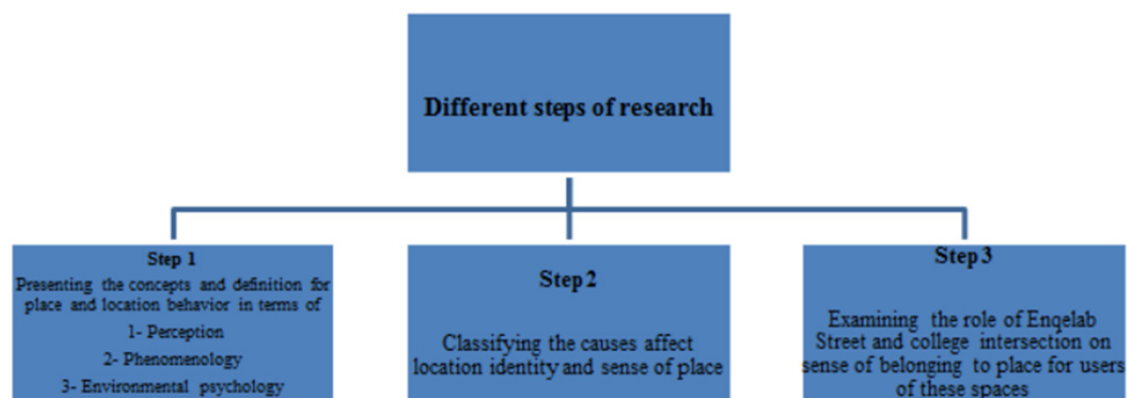 Different steps of research
Step 1
Presenting the concepts and definition for
place and location behavior in terms of
1- Perception
2- Phenomenology
3- Environmental psychology
Step 2
Classifying the causes affect
location identity and sense of place
Step 3
Examining the role of Enqelab
Street and college intersection on
sense of belonging to place for users
of these spaces